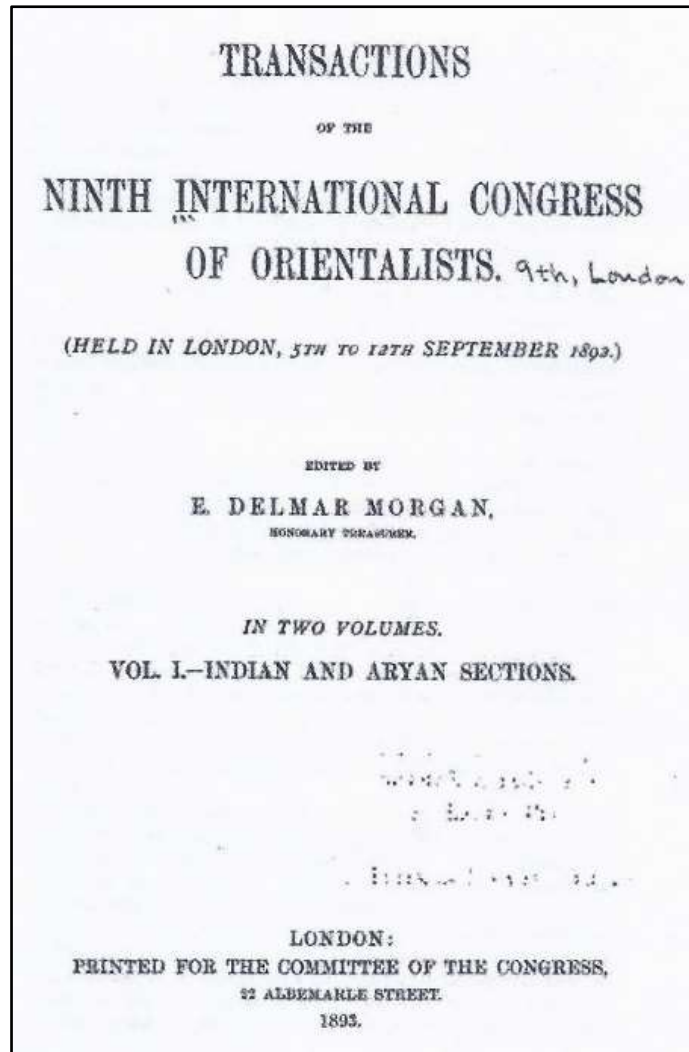 TRANSACTIONS
OF THE
NINTH INTERNATIONAL CONGRESS
OF ORIENTALISTS. 9th, London
(HELD IN LONDON, 5TH TO 12TH SEPTEMBER 1892.)
EDITED BY
E. DELMAR MORGAN,
HONORARY TREASURER.
IN TWO VOLUMES.
VOL. I.—INDIAN AND ARYAN SECTIONS.
LONDON:
PRINTED FOR THE COMMITTEE OF THE CONGRESS,
22 ALBEMARLE STREET.
1893.